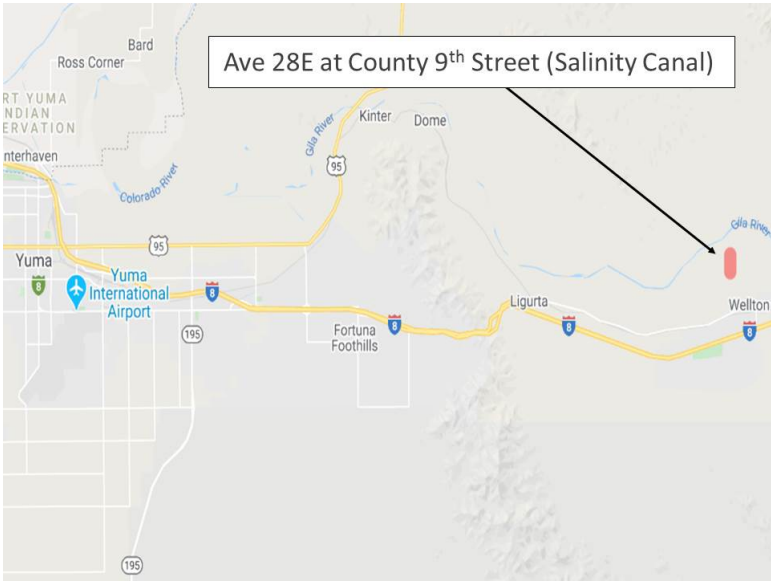 Bard
Ross Corner
Ave 28E at County 9th Street (Salinity Canal)
RT YUMA
NDIAN
ERVATION
Kinter
Dome
Gila River
nterhaven
95
Colorado River
Gila River
95
Yuma
8
Yuma
International
Airport
8
Ligurta
Wellton
195
Fortuna
Foothills
8
8
8
195